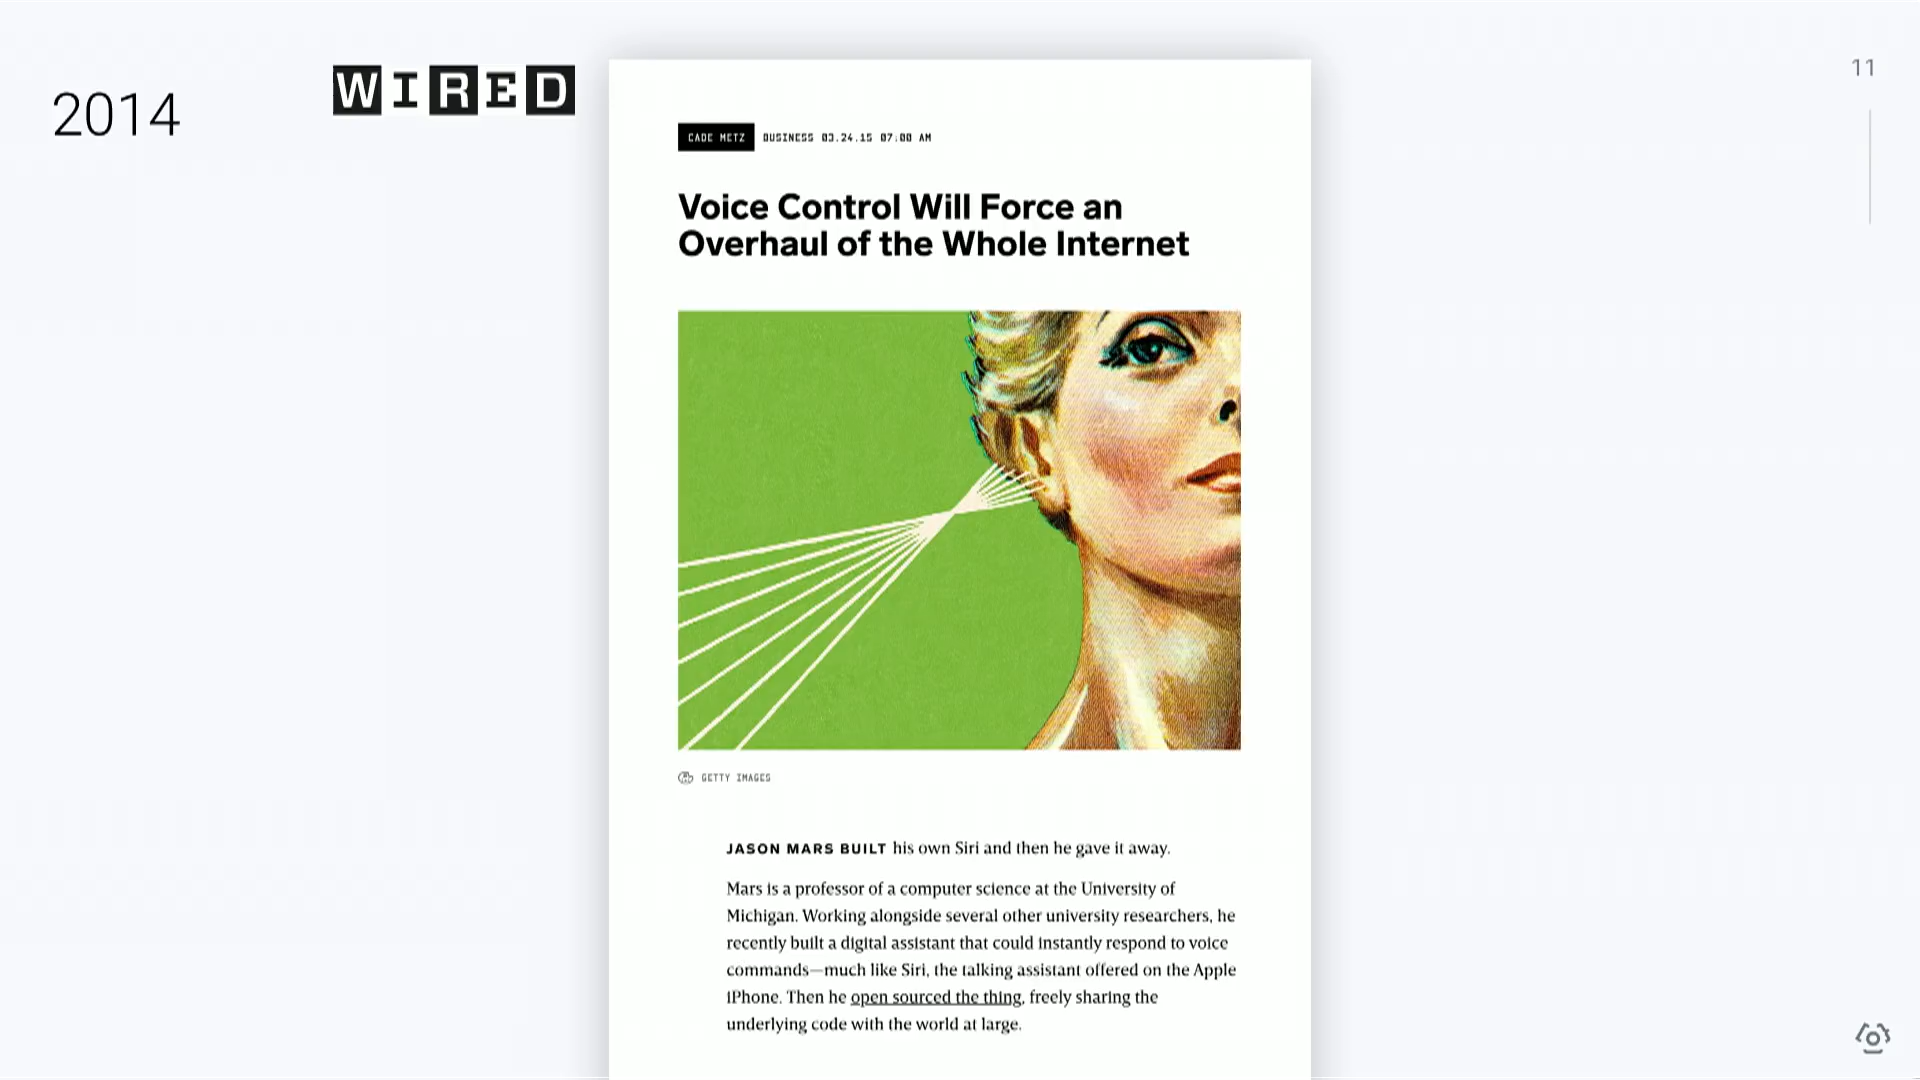 2014
WIRED
11
CADE METZ BUSINESS 03.24.15 07:00 AM
Voice Control Will Force an
Overhaul of the Whole Internet
GETTY IMAGES
JASON MARS BUILT his own Siri and then he gave it away.
Mars is a professor of a computer science at the University of
Michigan. Working alongside several other university researchers, he
recently built a digital assistant that could instantly respond to voice
commands—much like Siri, the talking assistant offered on the Apple
iPhone. Then he open sourced the thing, freely sharing the
underlying code with the world at large.